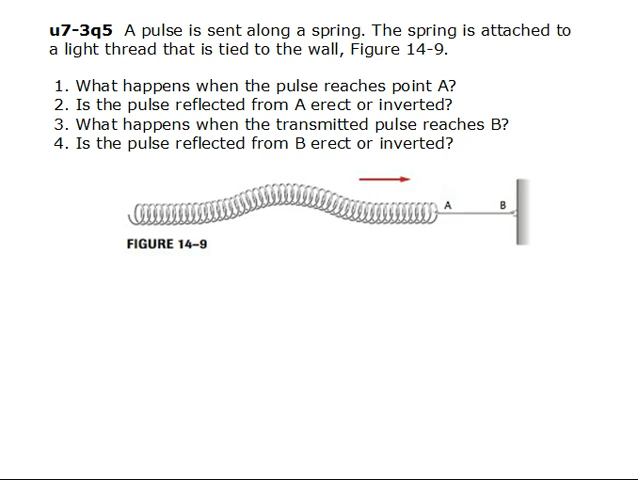 u7-3q5 A pulse is sent along a spring. The spring is attached to
a light thread that is tied to the wall, Figure 14-9.
1. What happens when the pulse reaches point A?
2. Is the pulse reflected from A erect or inverted?
3. What happens when the transmitted pulse reaches B?
4. Is the pulse reflected from B erect or inverted?
A B
FIGURE 14–9